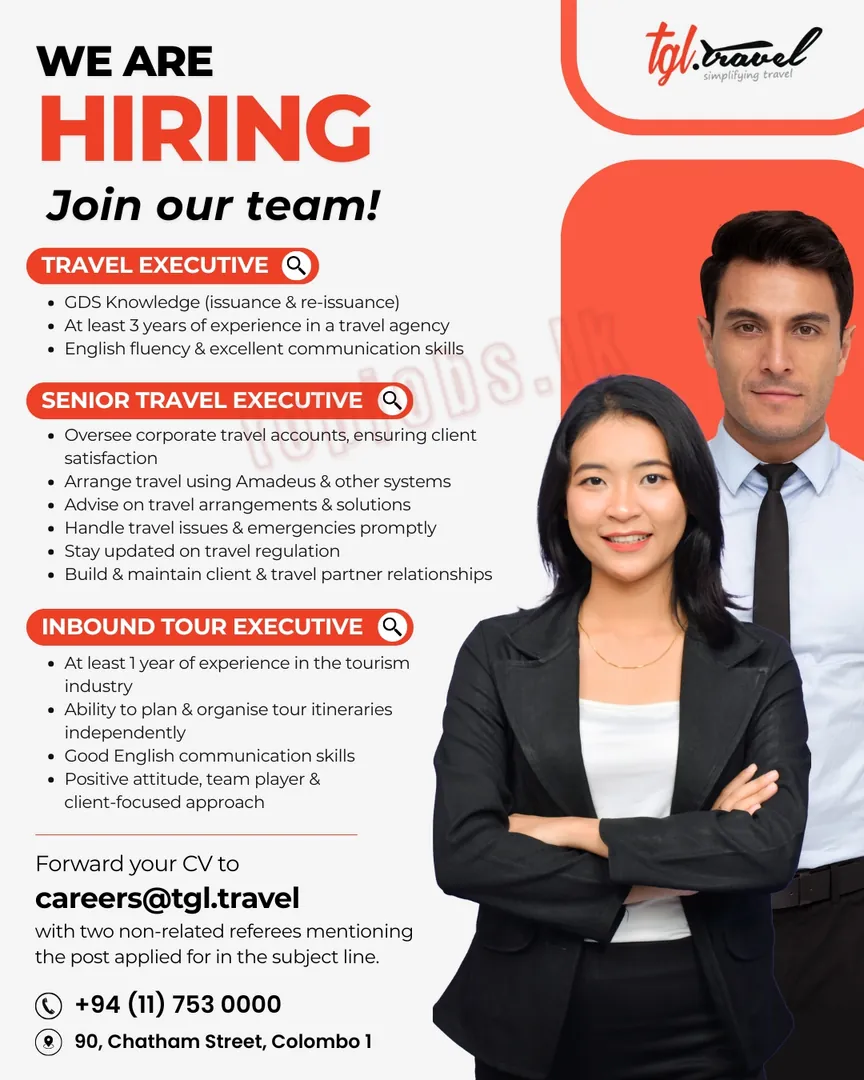 WE ARE
HIRING
Join our team!
tgl.travel
simplifying travel
TRAVEL EXECUTIVE
GDS Knowledge (issuance & re-issuance)
At least 3 years of experience in a travel agency
English fluency & excellent communication skills
topjobs.lk
SENIOR TRAVEL EXECUTIVE
Oversee corporate travel accounts, ensuring client
satisfaction
Arrange travel using Amadeus & other systems
Advise on travel arrangements & solutions
Handle travel issues & emergencies promptly
Stay updated on travel regulation
Build & maintain client & travel partner relationships
INBOUND TOUR EXECUTIVE
At least 1 year of experience in the tourism
industry
Ability to plan & organise tour itineraries
independently
Good English communication skills
Positive attitude, team player &
client-focused approach
Forward your CV to
careers@tgl.travel
with two non-related referees mentioning
the post applied for in the subject line.
+94 (11) 753 0000
90, Chatham Street, Colombo 1